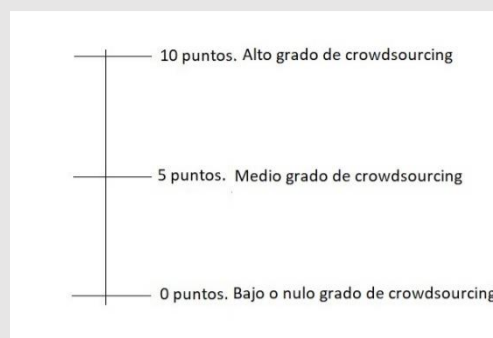 10 puntos. Alto grado de crowdsourcing
5 puntos. Medio grado de crowdsourcing
0 puntos. Bajo o nulo grado de crowdsourcing